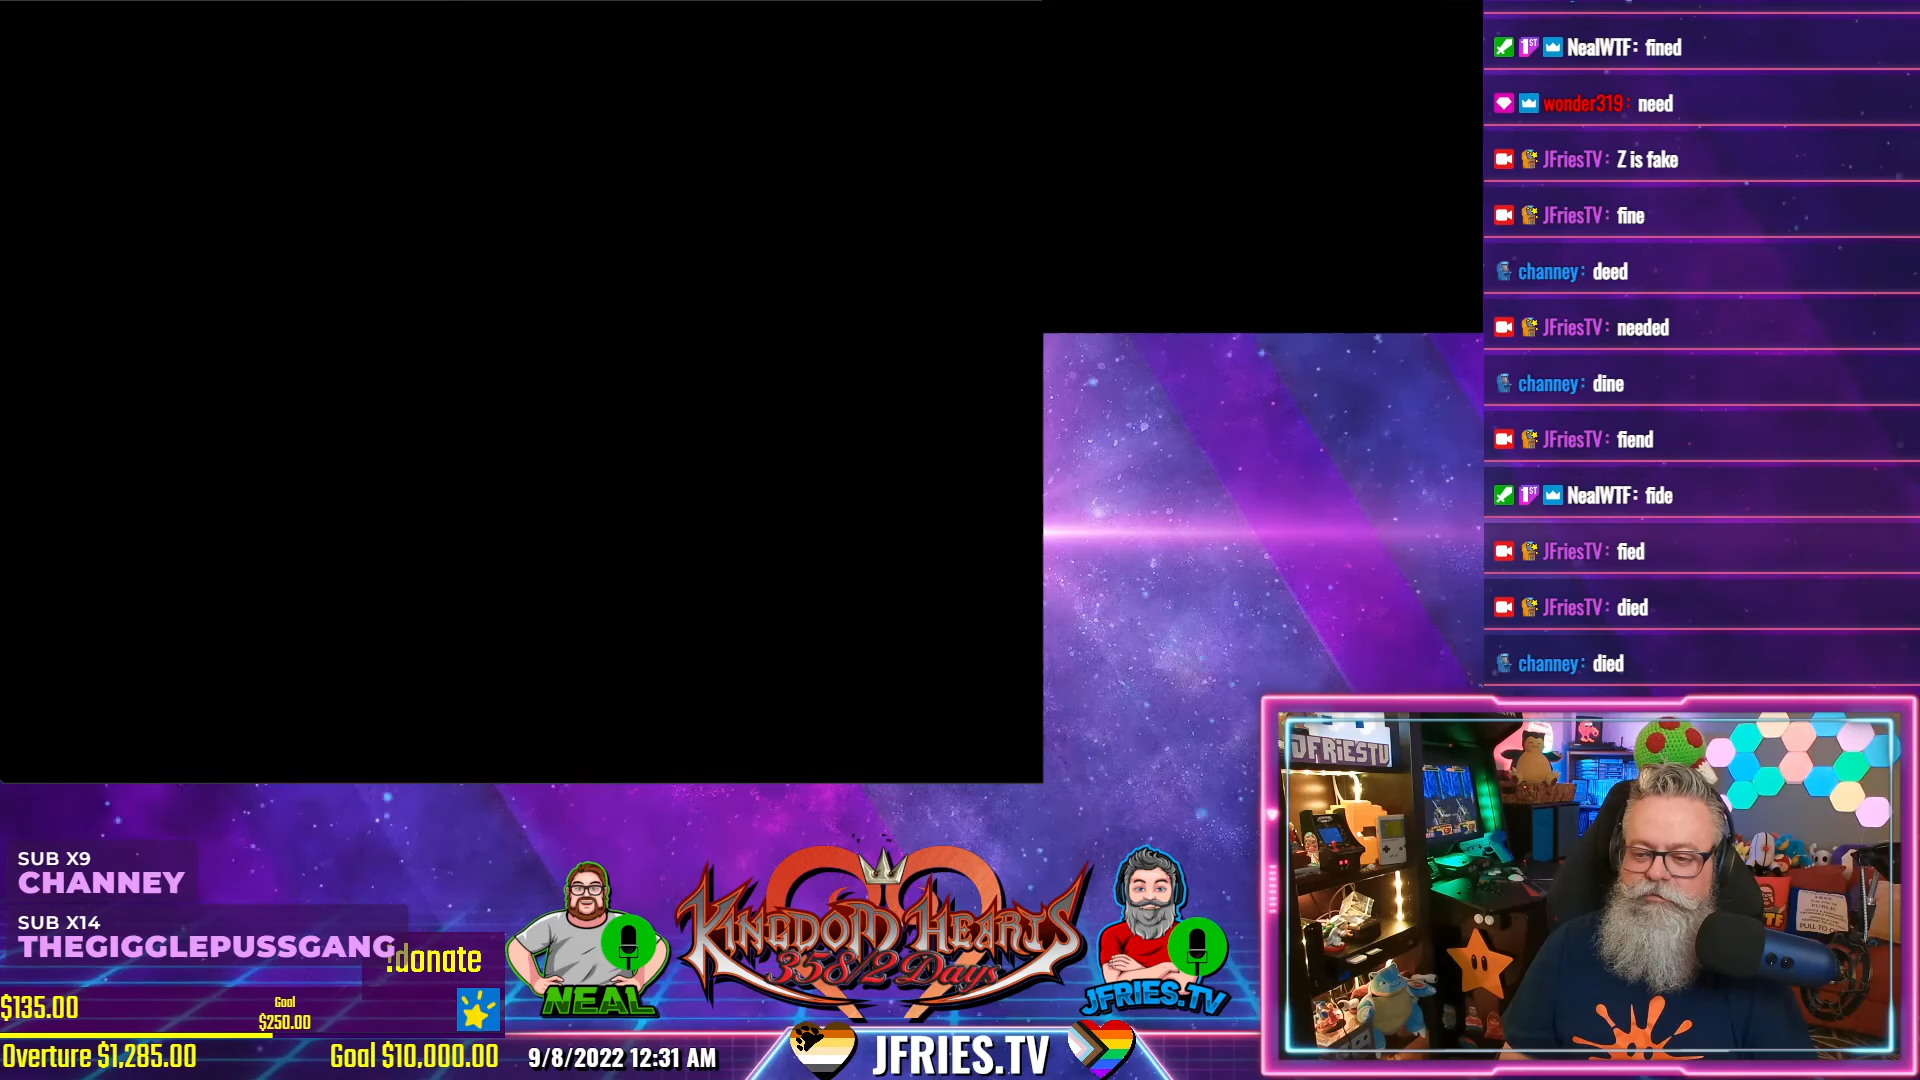 NealWTF: fined
wonder319: need
JFriesTV: Z is fake
JFriesTV: fine
channey: deed
JFriesTV: needed
channey: dine
JFriesTV: fiend
NealWTF: fide
JFriesTV: fied
JFriesTV: died
channey: died
JFRIESTV
SUB X9
CHANNEY
SUB X14
THEGIGGLEPUSSGANG
!donate
$135.00
Goal
$250.00
Overture $1,285.00
Goal $10,000.00
9/8/2022 12:31 AM
NEAL
KINGDOM HEARTS
358/2 Days
JFRIES.TV
JFRIES.TV